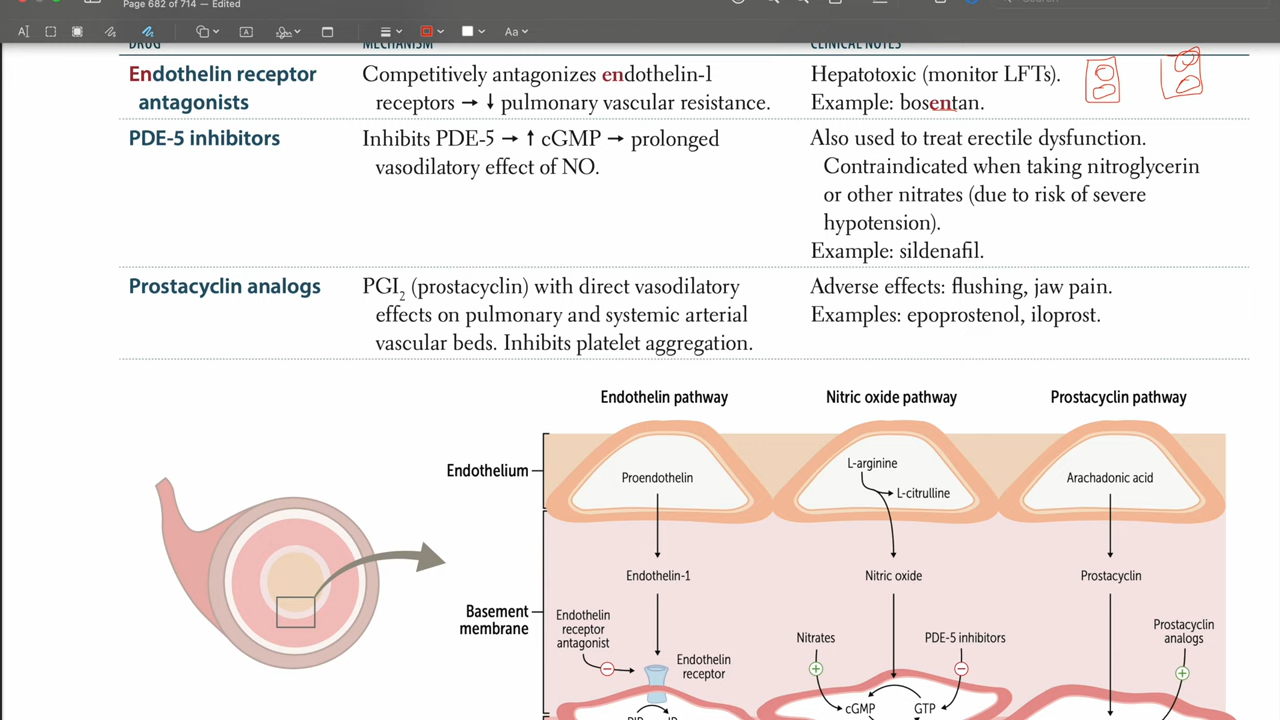 Page 682 of 714 — Edited
Search
Aa
DRUG MECHANISM CLINICAL NOTES
Endothelin receptor antagonists
Competitively antagonizes endothelin-1
receptors → ↓ pulmonary vascular resistance.
Hepatotoxic (monitor LFTs).
Example: bosentan.
PDE-5 inhibitors
Inhibits PDE-5 → ↑ cGMP → prolonged
vasodilatory effect of NO.
Also used to treat erectile dysfunction.
Contraindicated when taking nitroglycerin
or other nitrates (due to risk of severe
hypotension).
Example: sildenafil.
Prostacyclin analogs
PGI₂ (prostacyclin) with direct vasodilatory
effects on pulmonary and systemic arterial
vascular beds. Inhibits platelet aggregation.
Adverse effects: flushing, jaw pain.
Examples: epoprostenol, iloprost.
Endothelin pathway
Nitric oxide pathway
Prostacyclin pathway
Endothelium
Proendothelin
L-arginine
L-citrulline
Arachadonic acid
Endothelin-1
Nitric oxide
Prostacyclin
Basement
membrane
Endothelin
receptor
antagonist
Endothelin
receptor
Nitrates
PDE-5 inhibitors
Prostacyclin
analogs
cGMP
GTP